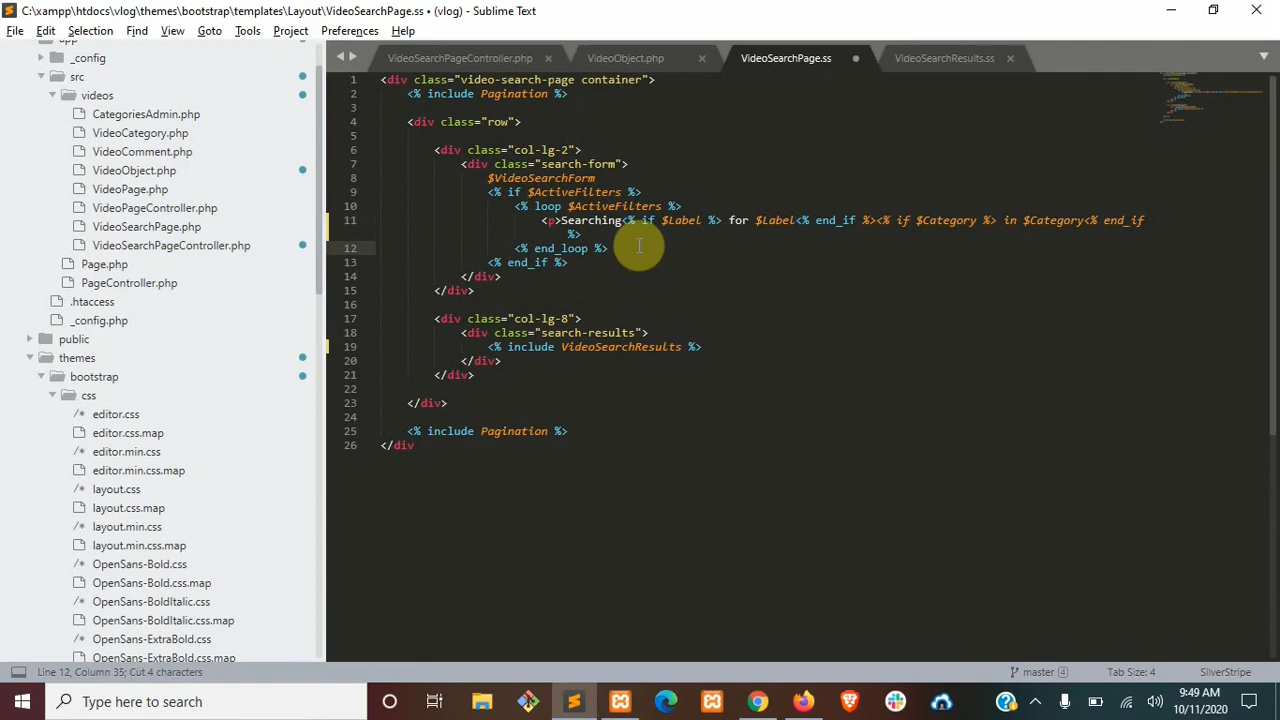 C:\xampp\htdocs\vlog\themes\bootstrap\templates\Layout\VideoSearchPage.ss • (vlog) - Sublime Text
File Edit Selection Find View Goto Tools Project Preferences Help
VideoSearchPageController.php VideoObject.php VideoSearchPage.ss VideoSearchResults.ss
_config
src
videos
CategoriesAdmin.php
VideoCategory.php
VideoComment.php
VideoObject.php
VideoPage.php
VideoPageController.php
VideoSearchPage.php
VideoSearchPageController.php
Page.php
PageController.php
.htaccess
_config.php
public
themes
bootstrap
css
editor.css
editor.css.map
editor.min.css
editor.min.css.map
layout.css
layout.css.map
layout.min.css
layout.min.css.map
OpenSans-Bold.css
OpenSans-Bold.css.map
OpenSans-BoldItalic.css
OpenSans-BoldItalic.css.map
OpenSans-ExtraBold.css
OpenSans-ExtraBold.css.map
1 <div class="video-search-page container">
2 <% include Pagination %>
3
4 <div class="row">
5
6 <div class="col-lg-2">
7 <div class="search-form">
8 $VideoSearchForm
9 <% if $ActiveFilters %>
10 <% loop $ActiveFilters %>
11 <p>Searching<% if $Label %> for $Label<% end_if %><% if $Category %> in $Category<% end_if
%>
12 <% end_loop %>
13 <% end_if %>
14 </div>
15 </div>
16
17 <div class="col-lg-8">
18 <div class="search-results">
19 <% include VideoSearchResults %>
20 </div>
21 </div>
22
23 </div>
24
25 <% include Pagination %>
26 </div
Line 12, Column 35; Cut 4 characters master 4 Tab Size: 4 SilverStripe
Type here to search
9:49 AM
10/11/2020